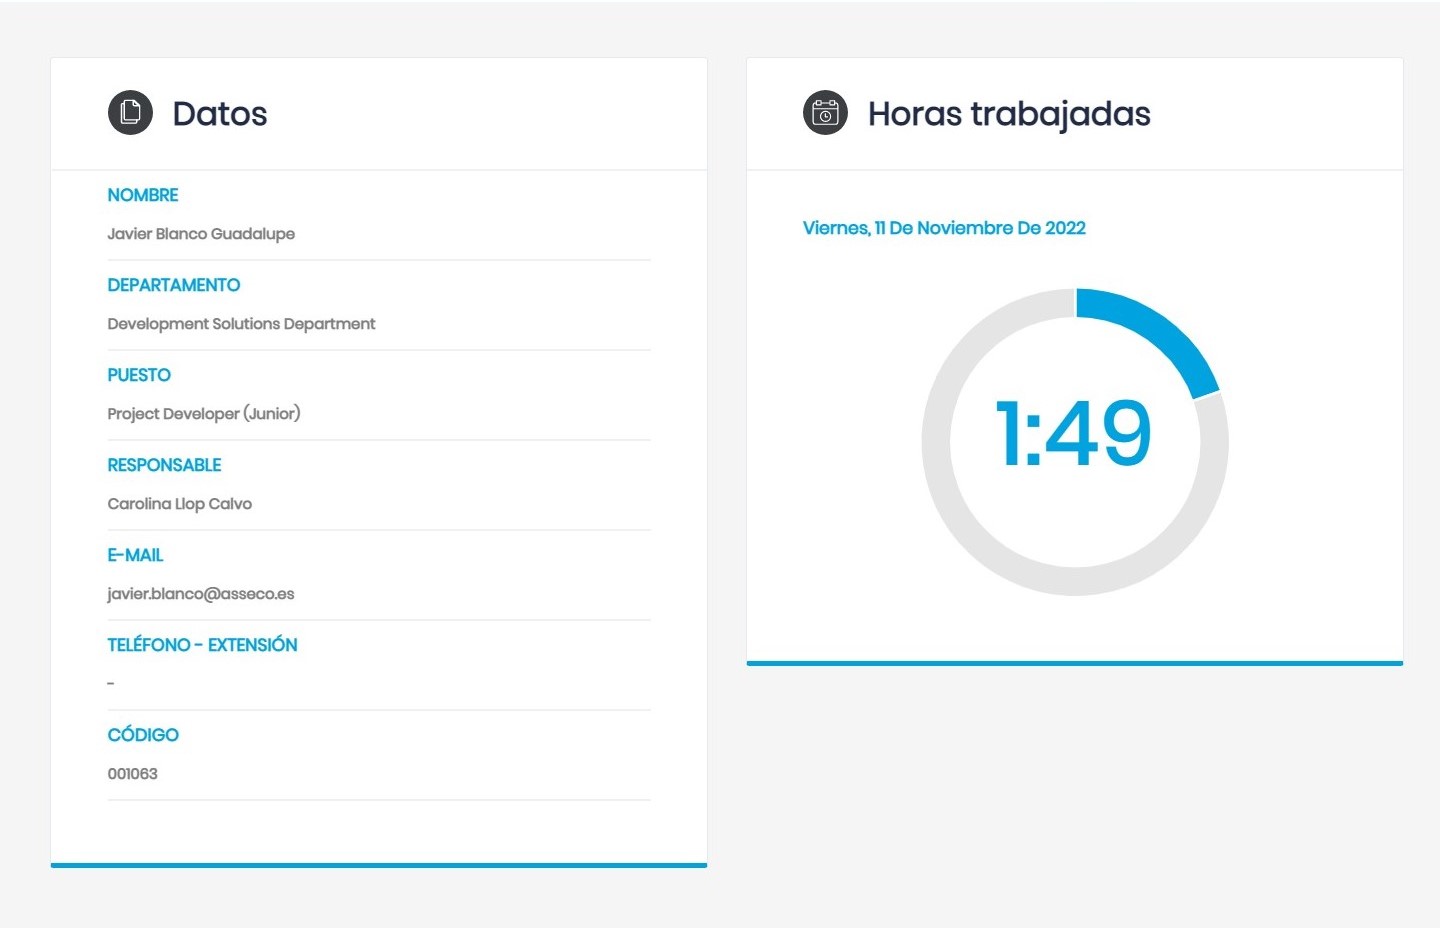 Datos
NOMBRE
Javier Blanco Guadalupe
DEPARTAMENTO
Development Solutions Department
PUESTO
Project Developer (Junior)
RESPONSABLE
Carolina Llop Calvo
E-MAIL
javier.blanco@asseco.es
TELÉFONO - EXTENSIÓN
-
CÓDIGO
001063
Horas trabajadas
Viernes, 11 De Noviembre De 2022
1:49